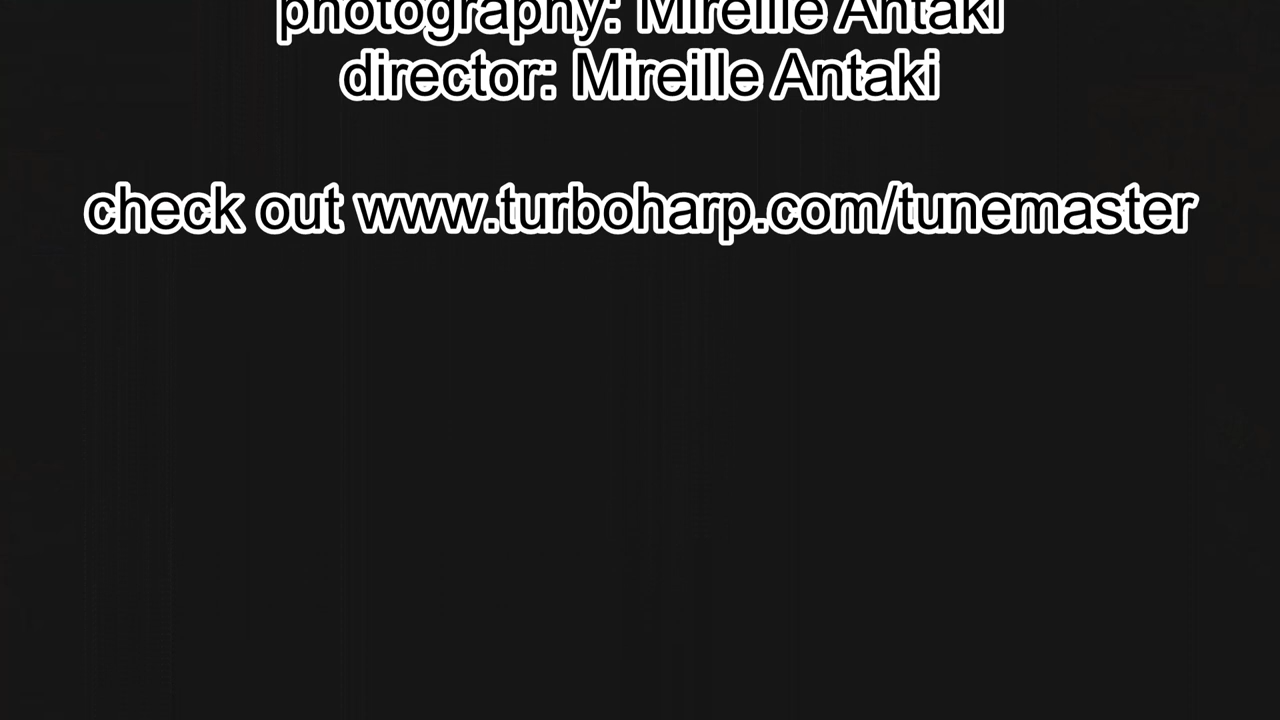 photography: Mireille Antaki
director: Mireille Antaki
check out www.turboharp.com/tunemaster